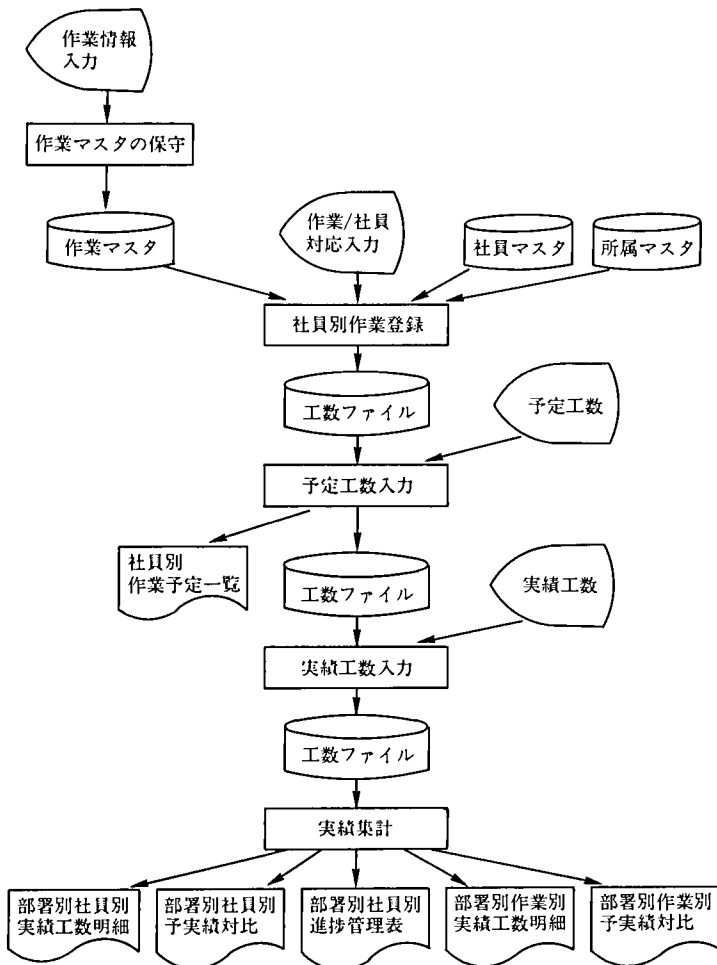 作業情報
入力
作業マスタの保守
作業マスタ
作業/社員
対応入力
社員マスタ
所属マスタ
社員別作業登録
工数ファイル
予定工数
予定工数入力
社員別
作業予定一覧
工数ファイル
実績工数
実績工数入力
工数ファイル
実績集計
部署別社員別
実績工数明細
部署別社員別
予実績対比
部署別社員別
進捗管理表
部署別作業別
実績工数明細
部署別作業別
予実績対比